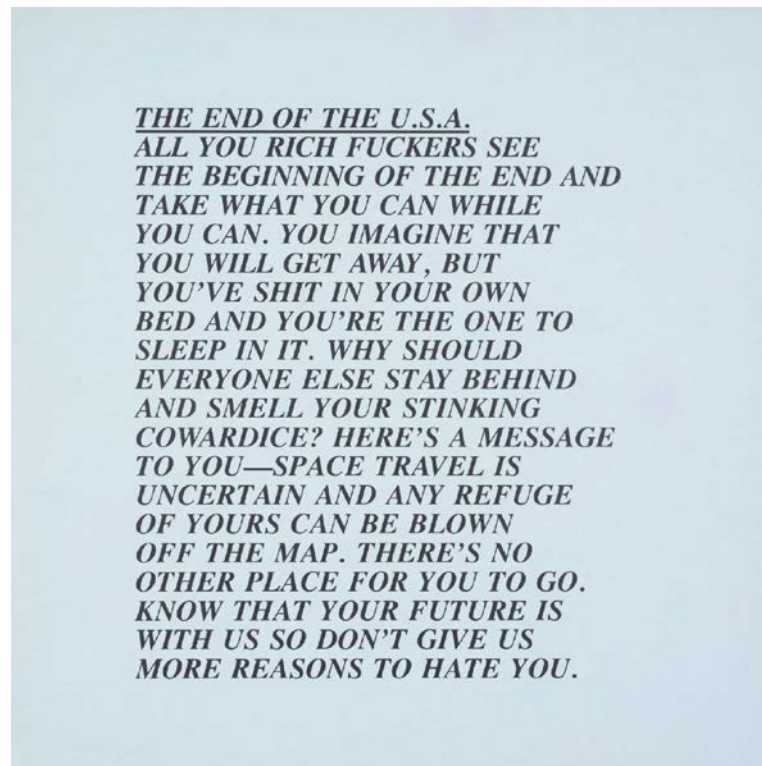 THE END OF THE U.S.A.
ALL YOU RICH FUCKERS SEE
THE BEGINNING OF THE END AND
TAKE WHAT YOU CAN WHILE
YOU CAN. YOU IMAGINE THAT
YOU WILL GET AWAY, BUT
YOU'VE SHIT IN YOUR OWN
BED AND YOU'RE THE ONE TO
SLEEP IN IT. WHY SHOULD
EVERYONE ELSE STAY BEHIND
AND SMELL YOUR STINKING
COWARDICE? HERE'S A MESSAGE
TO YOU—SPACE TRAVEL IS
UNCERTAIN AND ANY REFUGE
OF YOURS CAN BE BLOWN
OFF THE MAP. THERE'S NO
OTHER PLACE FOR YOU TO GO.
KNOW THAT YOUR FUTURE IS
WITH US SO DON'T GIVE US
MORE REASONS TO HATE YOU.